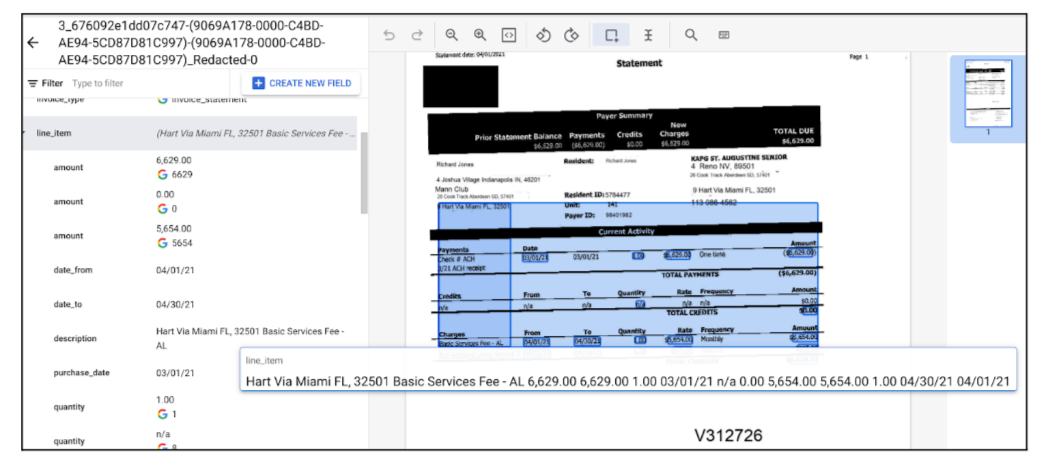 3_676092e1dd07c747-(9069A178-0000-C4BD-
AE94-5CD87D81C997)-(9069A178-0000-C4BD-
AE94-5CD87D81C997)_Redacted-0
Filter Type to filter
CREATE NEW FIELD
invoice_type
invoice_statement
line_item (Hart Via Miami FL, 32501 Basic Services Fee - ...
amount 6,629.00
G 6629
amount 0.00
G 0
amount 5,654.00
G 5654
date_from 04/01/21
date_to 04/30/21
description Hart Via Miami FL, 32501 Basic Services Fee -
AL
purchase_date 03/01/21
quantity 1.00
G 1
quantity n/a
Statement date: 04/01/2021
Statement
Page 1
Payer Summary
Prior Statement Balance Payments Credits New Charges TOTAL DUE
$6,629.00 ($6,629.00) $0.00 $6,629.00 $6,629.00
Richard Jones
Resident: Richard Jones
KAPG ST. AUGUSTINE SENIOR
4 Reno NV, 89501
4 Joshua Village Indianapolis IN, 46201
26 Cook Track Aberdeen SD, 57401
Mann Club
26 Cook Track Aberdeen SD, 57401
Resident ID: 5784477
9 Hart Via Miami FL, 32501
9 Hart Via Miami FL, 32501
Unit: 141
113-088-4582
Payer ID: 98401982
Current Activity
Payments Date Amount
Check # ACH 03/01/21 03/01/21 1.00 $6,629.00 One time ($6,629.00)
3/21 ACH receipt
TOTAL PAYMENTS ($6,629.00)
Credits From To Quantity Rate Frequency Amount
n/a n/a n/a n/a n/a n/a $0.00
TOTAL CREDITS $0.00
Charges From To Quantity Rate Frequency Amount
Basic Services Fee - AL 04/01/21 04/30/21 1.00 $5,654.00 Monthly $5,654.00
line_item
Hart Via Miami FL, 32501 Basic Services Fee - AL 6,629.00 6,629.00 1.00 03/01/21 n/a 0.00 5,654.00 5,654.00 1.00 04/30/21 04/01/21
V312726
1